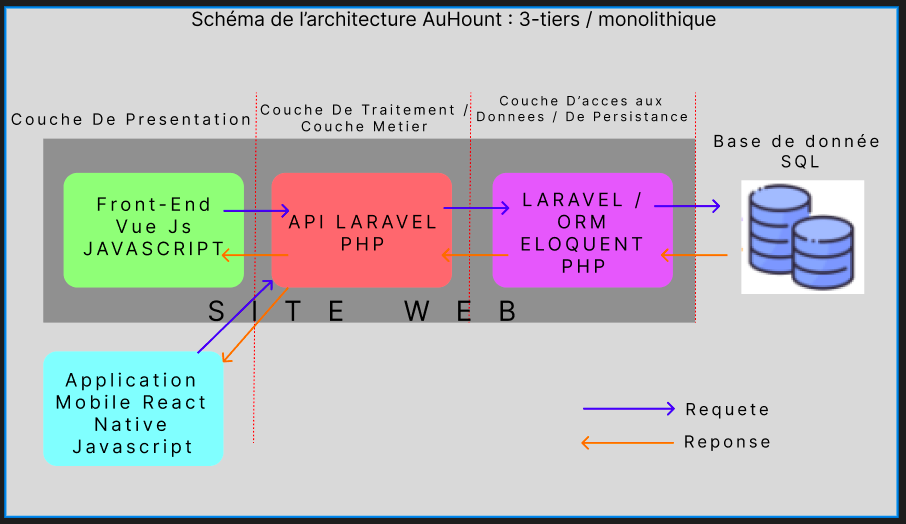 Schéma de l'architecture AuHount : 3-tiers / monolithique
Couche De Presentation
Couche De Traitement /
Couche Metier
Couche D'acces aux
Donnees / De Persistance
Base de donnée
SQL
Front-End
Vue Js
JAVASCRIPT
API LARAVEL
PHP
LARAVEL /
ORM
ELOQUENT
PHP
SITE WEB
Application
Mobile React
Native
Javascript
Requete
Reponse